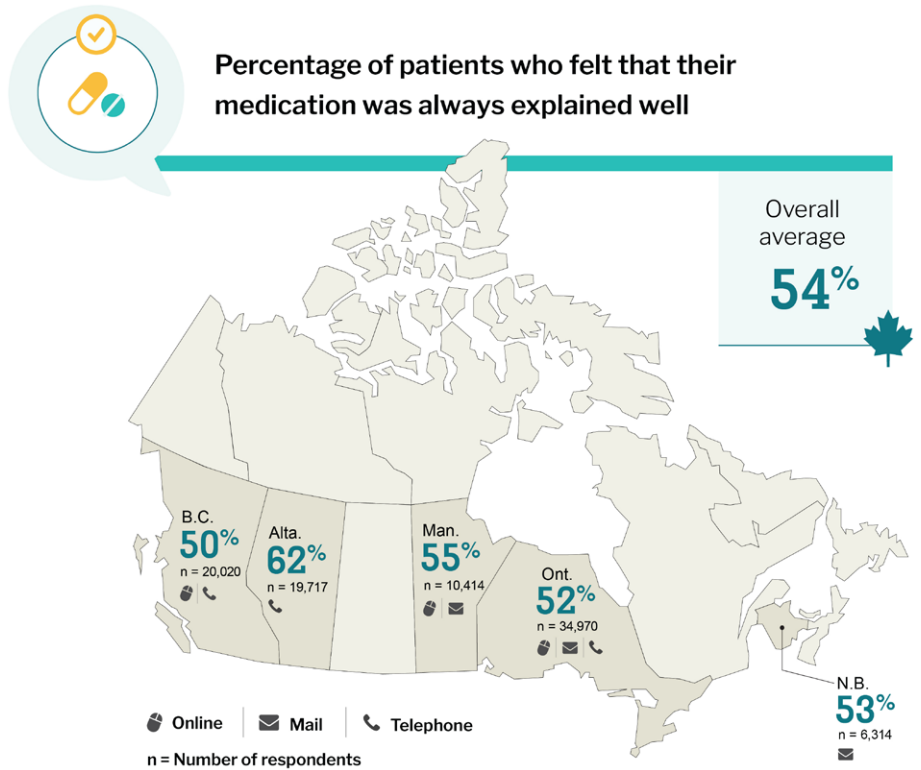 Percentage of patients who felt that their
medication was always explained well
Overall
average
54%
B.C.
50%
n = 20,020
Alta.
62%
n = 19,717
Man.
55%
n = 10,414
Ont.
52%
n = 34,970
N.B.
53%
n = 6,314
Online
Mail
Telephone
n = Number of respondents